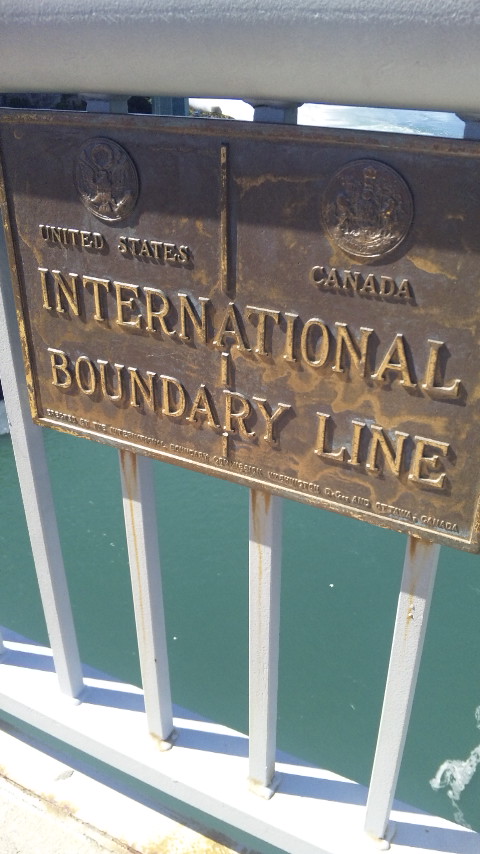 UNITED STATES
CANADA
INTERNATIONAL
BOUNDARY LINE
ERECTED BY THE INTERNATIONAL BOUNDARY COMMISSION, WASHINGTON, D.C., AND OTTAWA, CANADA